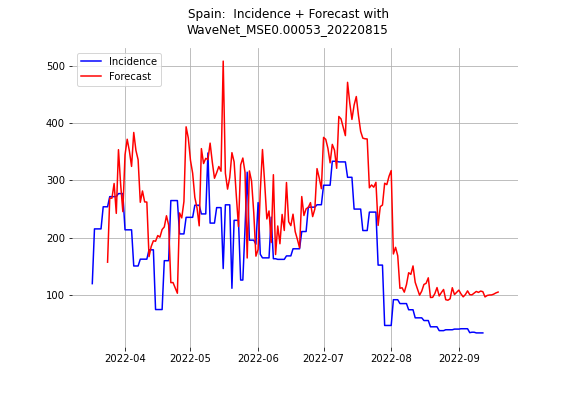 Spain: Incidence + Forecast with
WaveNet_MSE0.00053_20220815
Incidence
Forecast
500
400
300
200
100
2022-04 2022-05 2022-06 2022-07 2022-08 2022-09